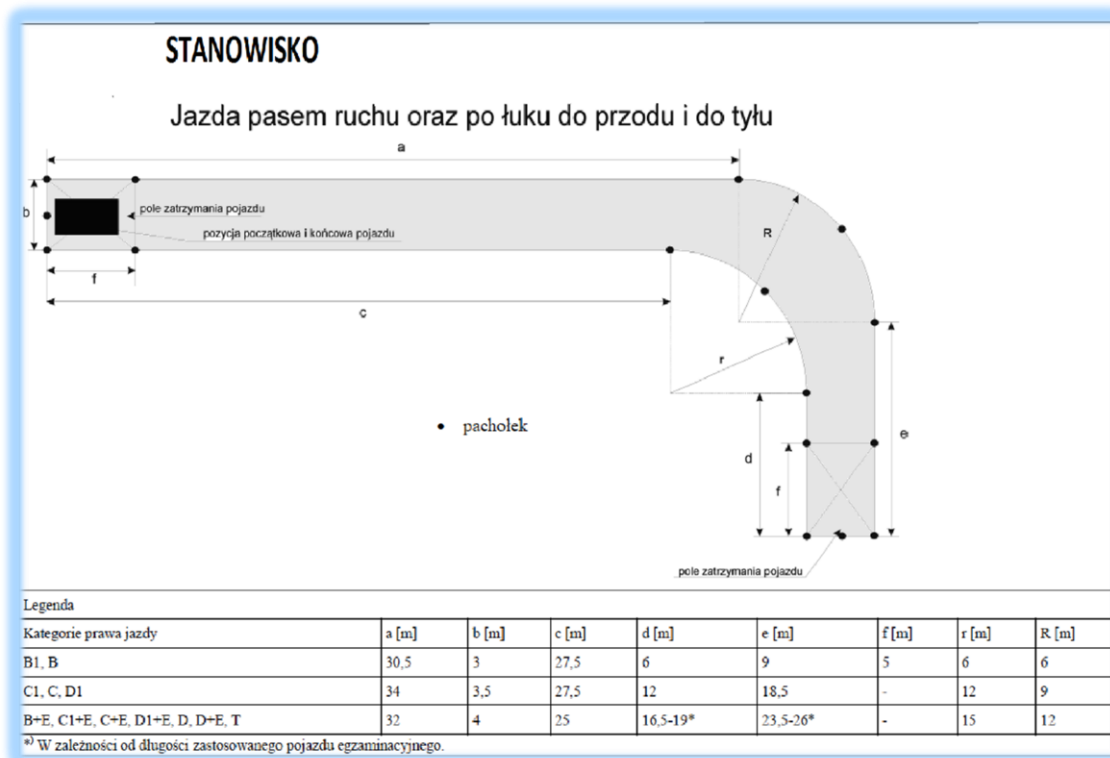 STANOWISKO
Jazda pasem ruchu oraz po łuku do przodu i do tyłu
a
b
pole zatrzymania pojazdu
pozycja początkowa i końcowa pojazdu
R
f
c
r
pachołek
d
e
f
pole zatrzymania pojazdu
Legenda
Kategorie prawa jazdy a [m] b [m] c [m] d [m] e [m] f [m] r [m] R [m]
B1, B 30,5 3 27,5 6 9 5 6 6
C1, C, D1 34 3,5 27,5 12 18,5 - 12 9
B+E, C1+E, C+E, D1+E, D, D+E, T 32 4 25 16,5-19* 23,5-26* - 15 12
*) W zależności od długości zastosowanego pojazdu egzaminacyjnego.